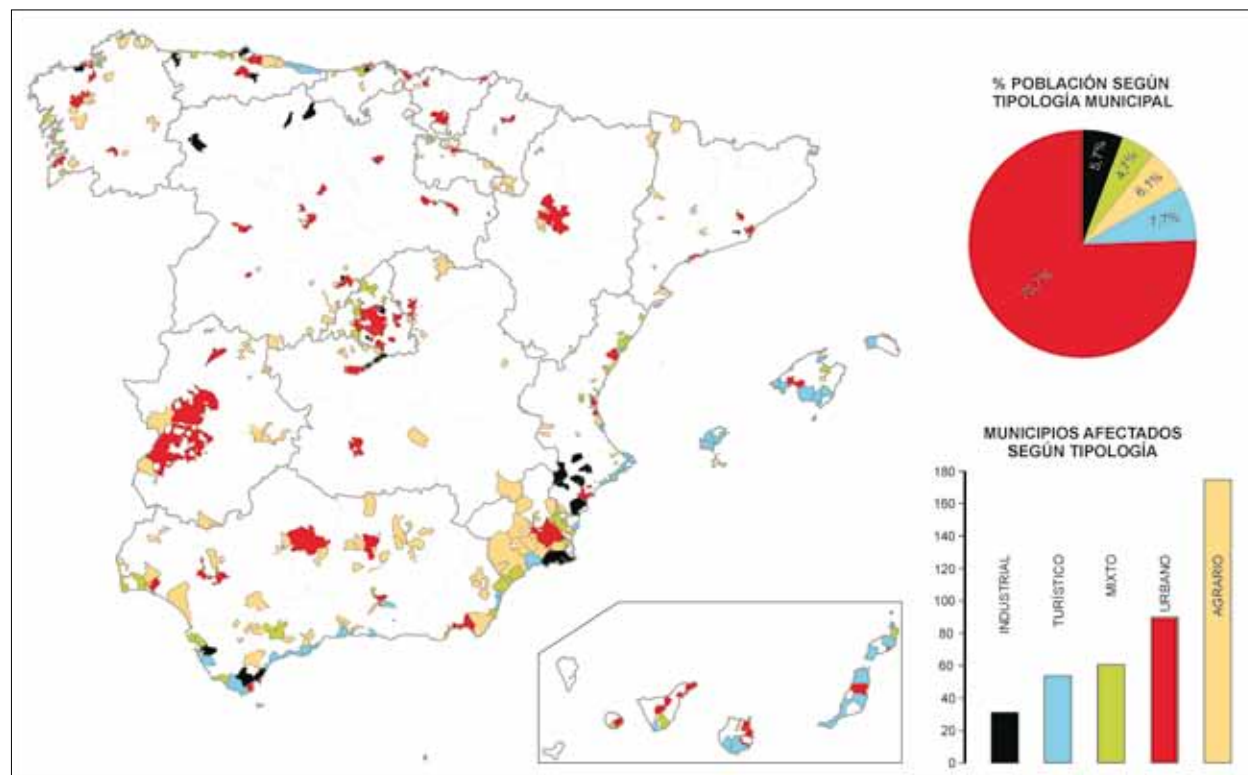 % POBLACIÓN SEGÚN
TIPOLOGÍA MUNICIPAL
5,7%
4,7%
6,1%
7,7%
MUNICIPIOS AFECTADOS
SEGÚN TIPOLOGÍA
180
160
140
120
100
80
60
40
20
0
INDUSTRIAL
TURÍSTICO
MIXTO
URBANO
AGRARIO